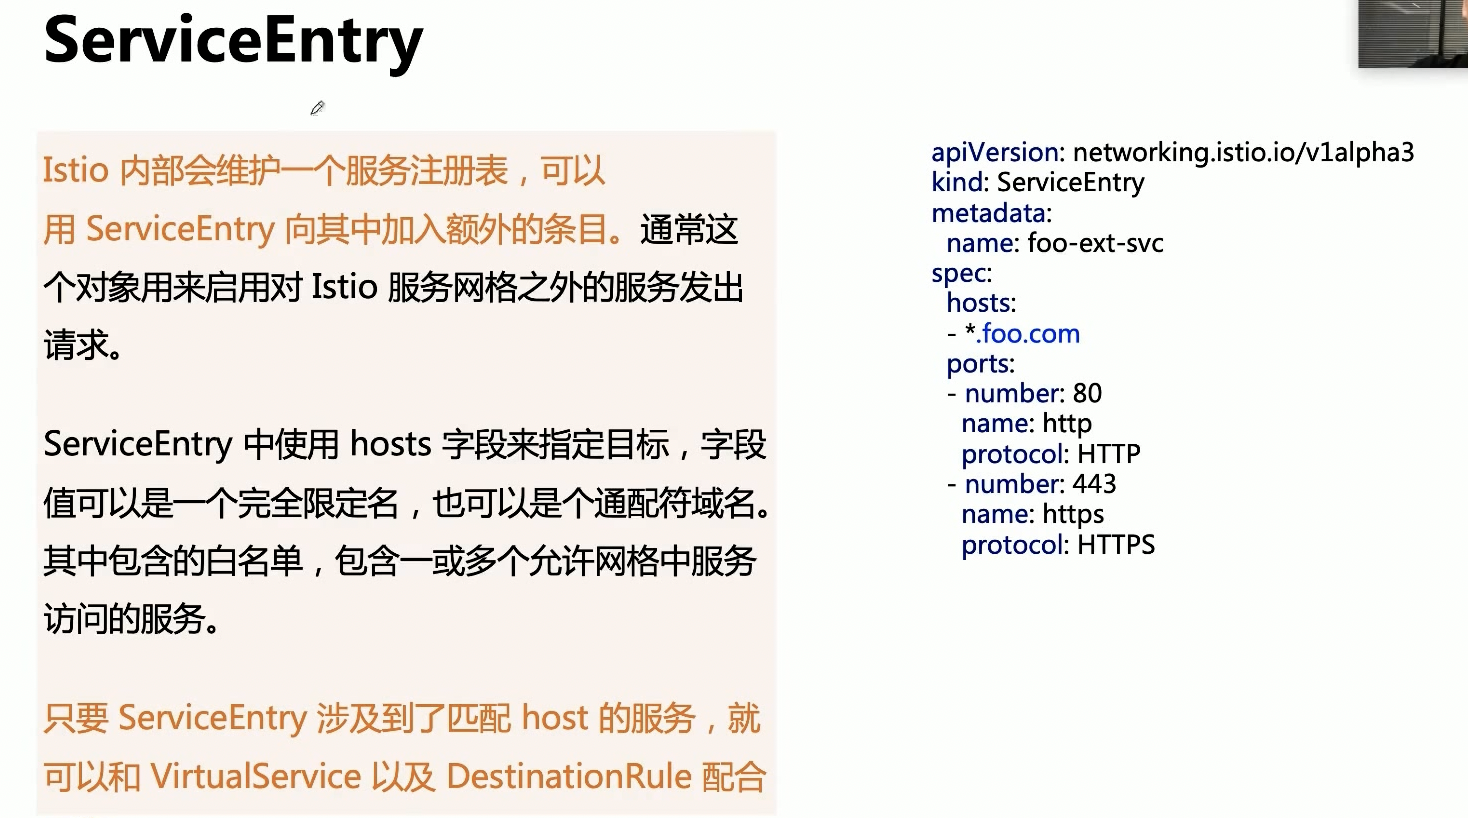 ServiceEntry
Istio 内部会维护一个服务注册表，可以
用 ServiceEntry 向其中加入额外的条目。通常这
个对象用来启用对 Istio 服务网格之外的服务发出
请求。
ServiceEntry 中使用 hosts 字段来指定目标，字段
值可以是一个完全限定名，也可以是个通配符域名。
其中包含的白名单，包含一或多个允许网格中服务
访问的服务。
只要 ServiceEntry 涉及到了匹配 host 的服务，就
可以和 VirtualService 以及 DestinationRule 配合
apiVersion: networking.istio.io/v1alpha3
kind: ServiceEntry
metadata:
  name: foo-ext-svc
spec:
  hosts:
  - *.foo.com
  ports:
  - number: 80
    name: http
    protocol: HTTP
  - number: 443
    name: https
    protocol: HTTPS